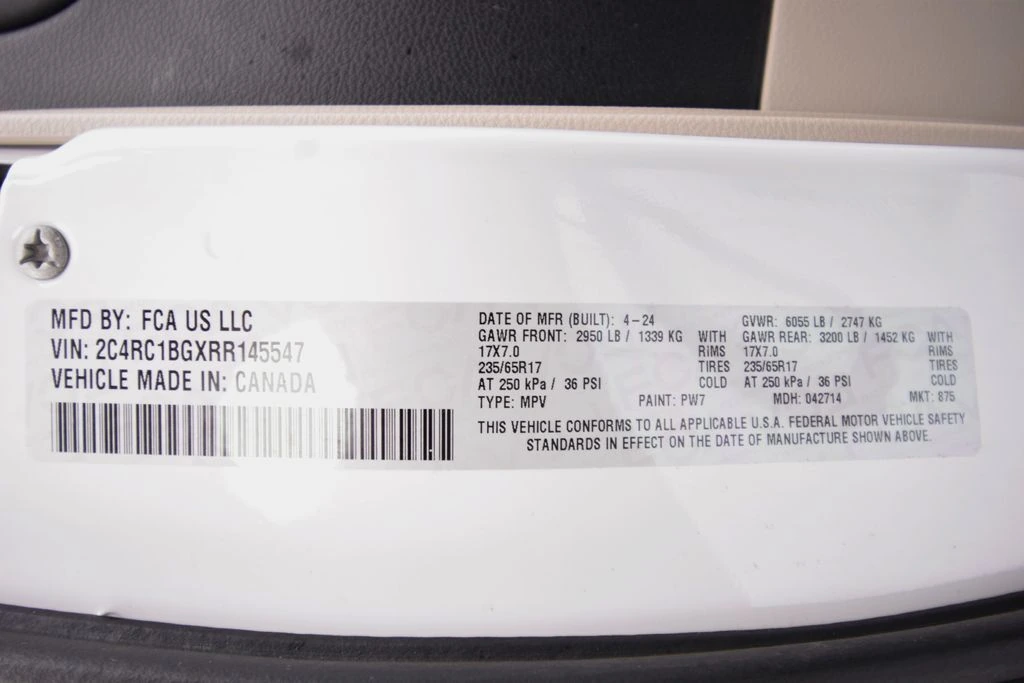 MFD BY: FCA US LLC
VIN: 2C4RC1BGXRR145547
VEHICLE MADE IN: CANADA
DATE OF MFR (BUILT): 4-24 GVWR: 6055 LB / 2747 KG
GAWR FRONT: 2950 LB / 1339 KG WITH GAWR REAR: 3200 LB / 1452 KG WITH
17X7.0 RIMS 17X7.0 RIMS
235/65R17 TIRES 235/65R17 TIRES
AT 250 kPa / 36 PSI COLD AT 250 kPa / 36 PSI COLD
TYPE: MPV PAINT: PW7 MDH: 042714 MKT: 875
THIS VEHICLE CONFORMS TO ALL APPLICABLE U.S.A. FEDERAL MOTOR VEHICLE SAFETY
STANDARDS IN EFFECT ON THE DATE OF MANUFACTURE SHOWN ABOVE.